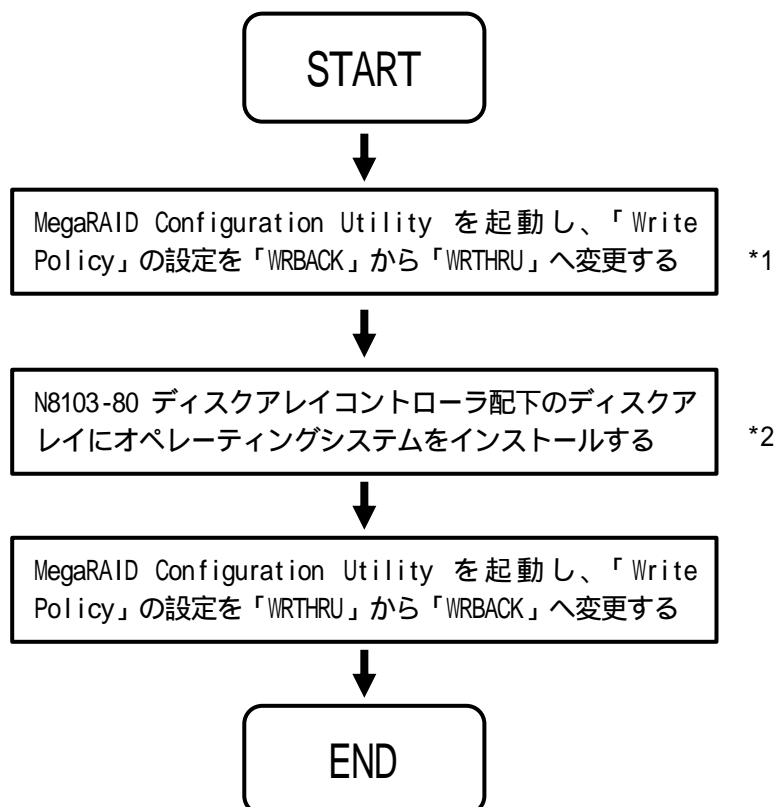 START
MegaRAID Configuration Utility を起動し、「Write
Policy」の設定を「WRBACK」から「WRTHRU」へ変更する
*1
N8103-80 ディスクアレイコントローラ配下のディスクア
レイにオペレーティングシステムをインストールする
*2
MegaRAID Configuration Utility を起動し、「Write
Policy」の設定を「WRTHRU」から「WRBACK」へ変更する
END